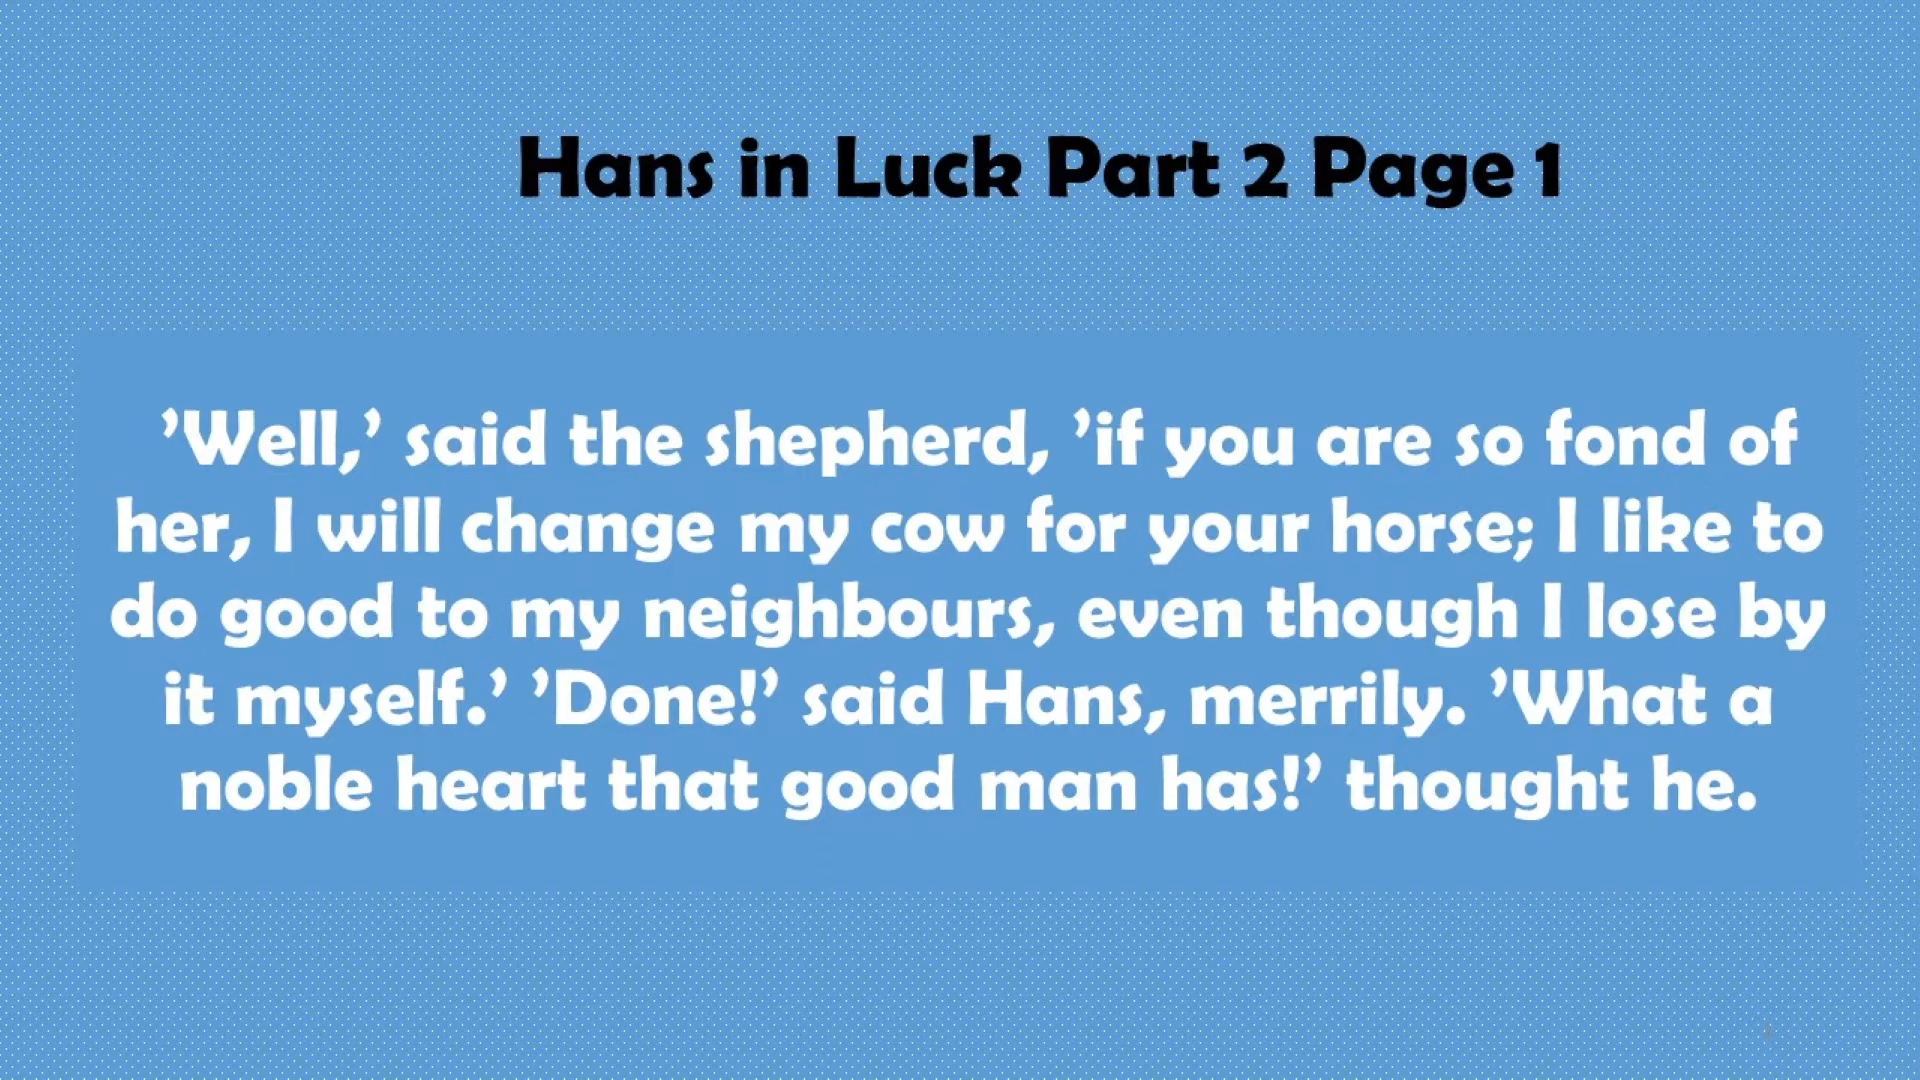 Hans in Luck Part 2 Page 1
’Well,’ said the shepherd, ’if you are so fond of
her, I will change my cow for your horse; I like to
do good to my neighbours, even though I lose by
it myself.’ ’Done!’ said Hans, merrily. ’What a
noble heart that good man has!’ thought he.